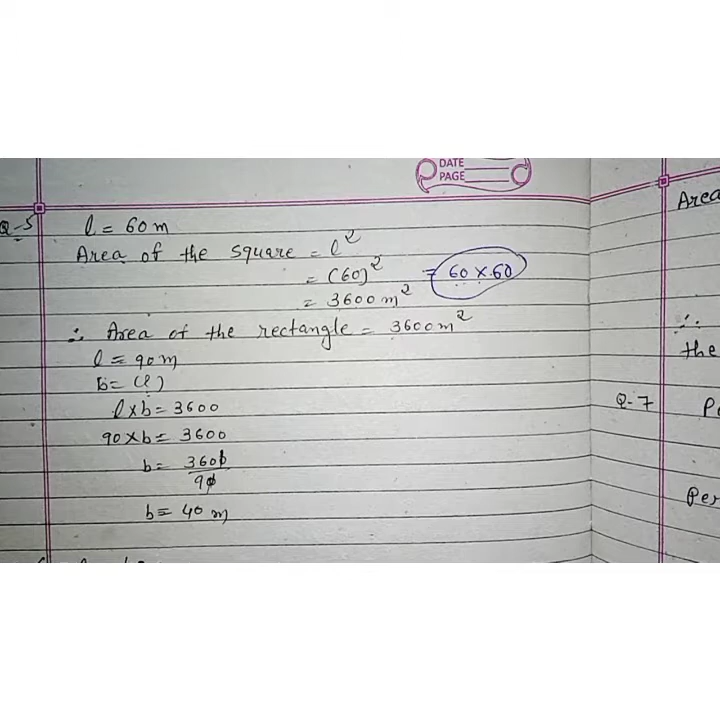 DATE
PAGE
Q-5 l = 60 m
Area of the square = l²
= (60)² = 60 × 60
= 3600 m²
∴ Area of the rectangle = 3600 m²
l = 90 m
b = (?)
l × b = 3600
90 × b = 3600
b = 3600/90
b = 40 m
Area
∴
the
Q-7
Per